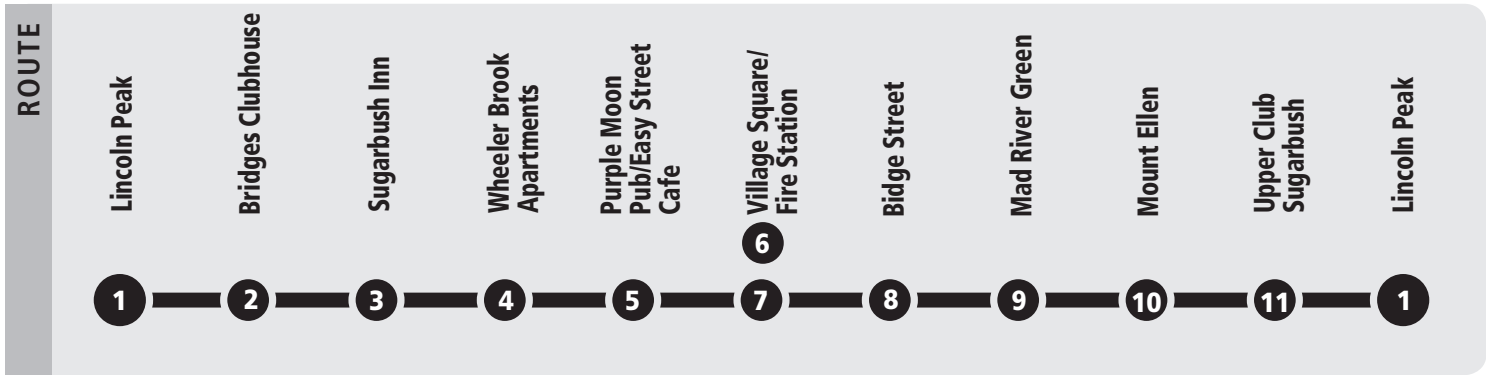 ROUTE
Lincoln Peak
Bridges Clubhouse
Sugarbush Inn
Wheeler Brook
Apartments
Purple Moon
Pub/Easy Street
Cafe
Village Square/
Fire Station
Bidge Street
Mad River Green
Mount Ellen
Upper Club
Sugarbush
Lincoln Peak
6
1 2 3 4 5 7 8 9 10 11 1